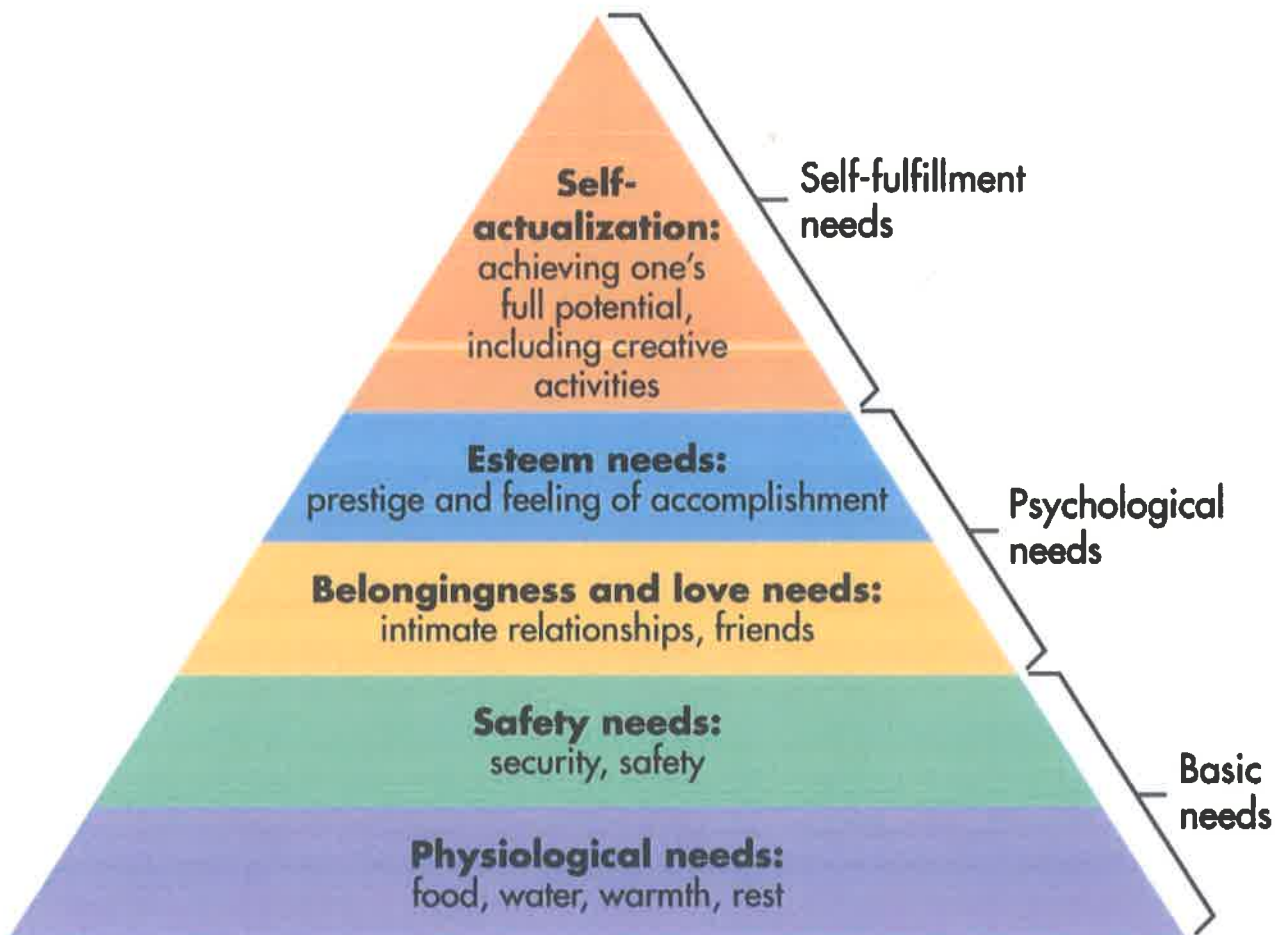 Self-
actualization:
achieving one's
full potential,
including creative
activities
Self-fulfillment
needs
Esteem needs:
prestige and feeling of accomplishment
Psychological
needs
Belongingness and love needs:
intimate relationships, friends
Safety needs:
security, safety
Basic
needs
Physiological needs:
food, water, warmth, rest